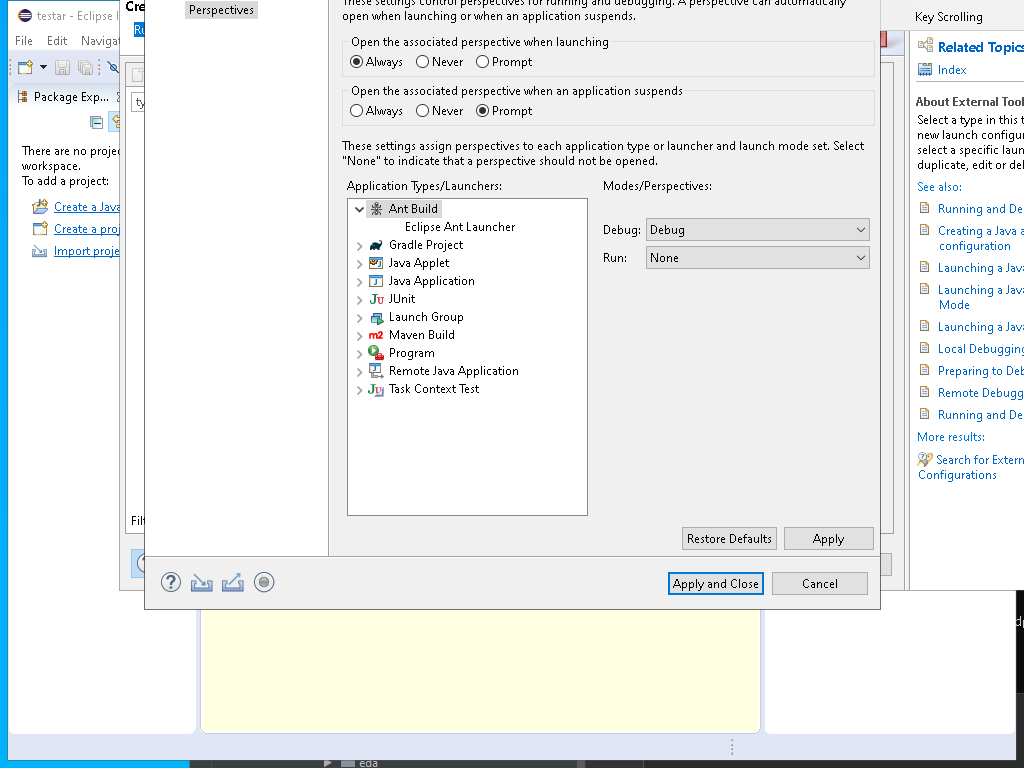 testar - Eclipse
File Edit Navigat
Package Exp...
There are no proje
workspace.
To add a project:
Create a Java
Create a proj
Import proje
Cre
Ru
ty
Filt
Perspectives
These settings control perspectives for running and debugging. A perspective can automatically
open when launching or when an application suspends.
Open the associated perspective when launching
Always Never Prompt
Open the associated perspective when an application suspends
Always Never Prompt
These settings assign perspectives to each application type or launcher and launch mode set. Select
"None" to indicate that a perspective should not be opened.
Application Types/Launchers:
Ant Build
Eclipse Ant Launcher
Gradle Project
Java Applet
Java Application
JUnit
Launch Group
Maven Build
Program
Remote Java Application
Task Context Test
Modes/Perspectives:
Debug: Debug
Run: None
Restore Defaults Apply
Apply and Close Cancel
Key Scrolling
Related Topics
Index
About External Tool
Select a type in this t
new launch configur
select a specific laun
duplicate, edit or del
See also:
Running and De
Creating a Java a
configuration
Launching a Java
Launching a Java
Mode
Launching a Java
Local Debugging
Preparing to Deb
Remote Debugg
Running and De
More results:
Search for Extern
Configurations
eda